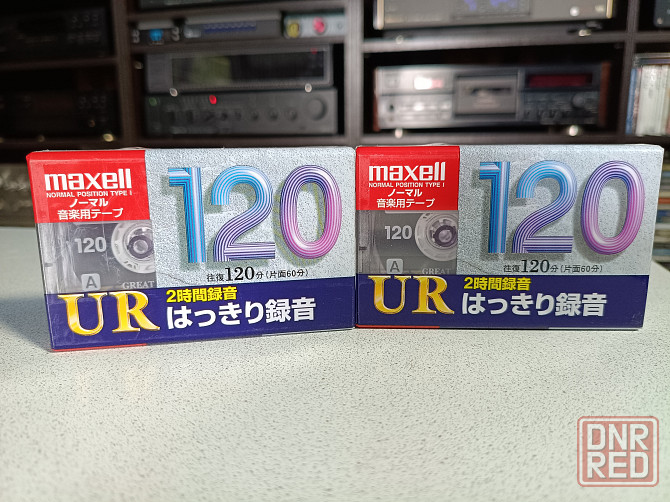 maxell
NORMAL POSITION TYPE I
ノーマル
音楽用テープ
120
120
A
GREAT
往復120分(片面60分)
UR
2時間録音
はっきり録音
maxell
NORMAL POSITION TYPE I
ノーマル
音楽用テープ
120
120
A
GREAT
往復120分(片面60分)
UR
2時間録音
はっきり録音
DNR
RED